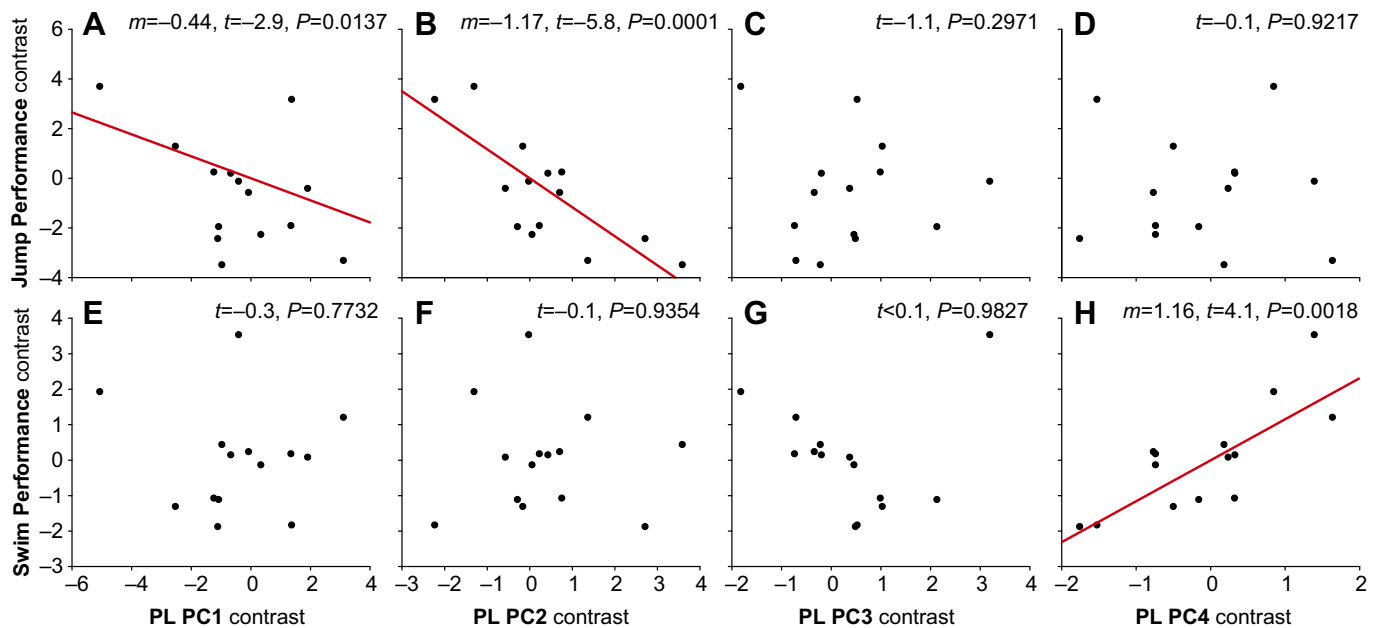 A m=–0.44, t=–2.9, P=0.0137
B m=–1.17, t=–5.8, P=0.0001
C t=–1.1, P=0.2971
D t=–0.1, P=0.9217
Jump Performance contrast
6
4
2
0
–2
–4
E t=–0.3, P=0.7732
F t=–0.1, P=0.9354
G t<0.1, P=0.9827
H m=1.16, t=4.1, P=0.0018
Swim Performance contrast
4
3
2
1
0
–1
–2
–3
–6 –4 –2 0 2 4
–3 –2 –1 0 1 2 3 4
–2 –1 0 1 2 3 4
–2 –1 0 1 2
PL PC1 contrast
PL PC2 contrast
PL PC3 contrast
PL PC4 contrast